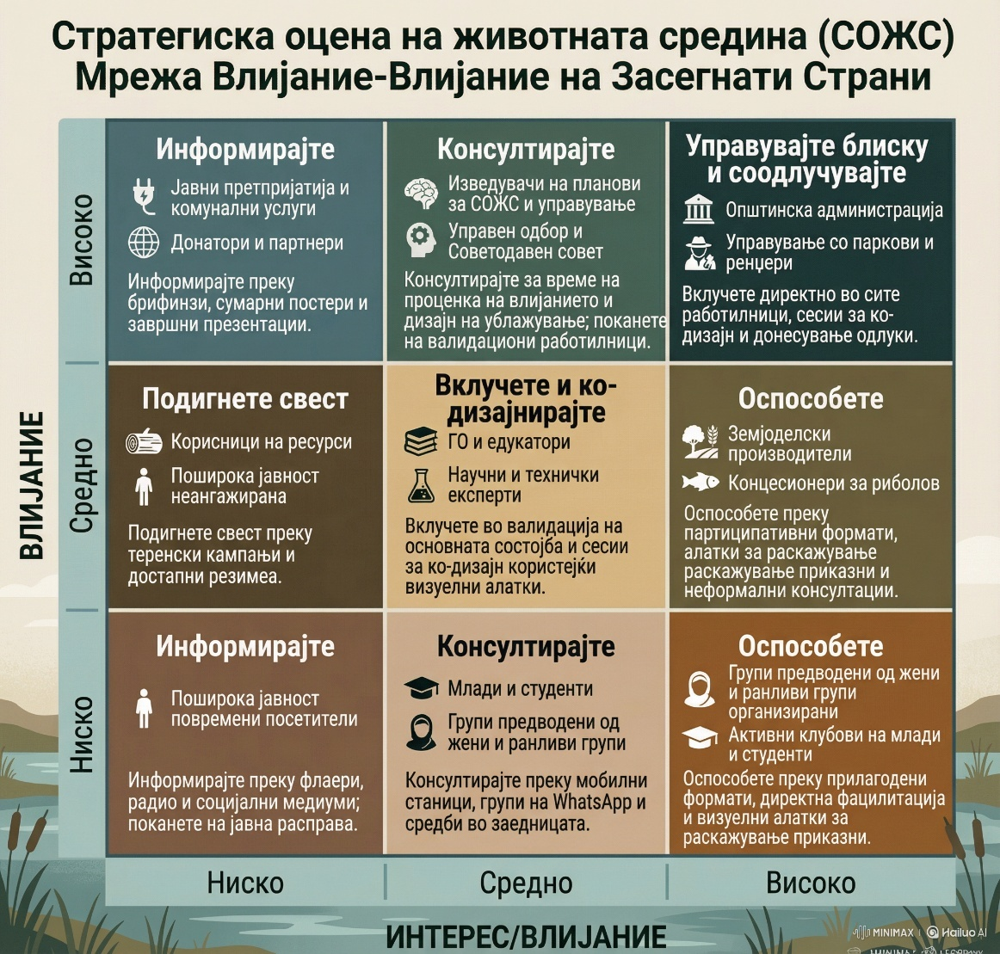 Стратегиска оцена на животната средина (СОЖС)
Мрежа Влијание-Влијание на Засегнати Страни
ВЛИЈАНИЕ
Високо
Информирајте
Јавни претпријатија и
комунални услуги
Донатори и партнери
Информирајте преку
брифинзи, сумарни постери и
завршни презентации.
Консултирајте
Изведувачи на планови
за СОЖС и управување
Управен одбор и
Советодавен совет
Консултирајте за време на
проценка на влијанието и
дизајн на ублажување; поканете
на валидациони работилници.
Управувајте блиску
и соодлучувајте
Општинска администрација
Управување со паркови и
ренџери
Вклучете директно во сите
работилници, сесии за ко-
дизајн и донесување одлуки.
Средно
Подигнете свест
Корисници на ресурси
Поширока јавност
неангажирана
Подигнете свест преку
теренски кампањи и
достапни резимеа.
Вклучете и ко-
дизајнирајте
ГО и едукатори
Научни и технички
експерти
Вклучете во валидација на
основната состојба и сесии
за ко-дизајн користејќи
визуелни алатки.
Оспособете
Земјоделски
производители
Концесионери за риболов
Оспособете преку
партиципативни формати,
алатки за раскажување
раскажување приказни и
неформални консултации.
Ниско
Информирајте
Поширока јавност
повремени посетители
Информирајте преку флаери,
радио и социјални медиуми;
поканете на јавна расправа.
Консултирајте
Млади и студенти
Групи предводени од
жени и ранливи групи
Консултирајте преку мобилни
станици, групи на WhatsApp и
средби во заедницата.
Оспособете
Групи предводени од жени
и ранливи групи
организирани
Активни клубови на млади
и студенти
Оспособете преку прилагодени
формати, директна фацилитација
и визуелни алатки за
раскажување приказни.
Ниско
Средно
Високо
ИНТЕРЕС/ВЛИЈАНИЕ
MINIMAX | Hailuo AI